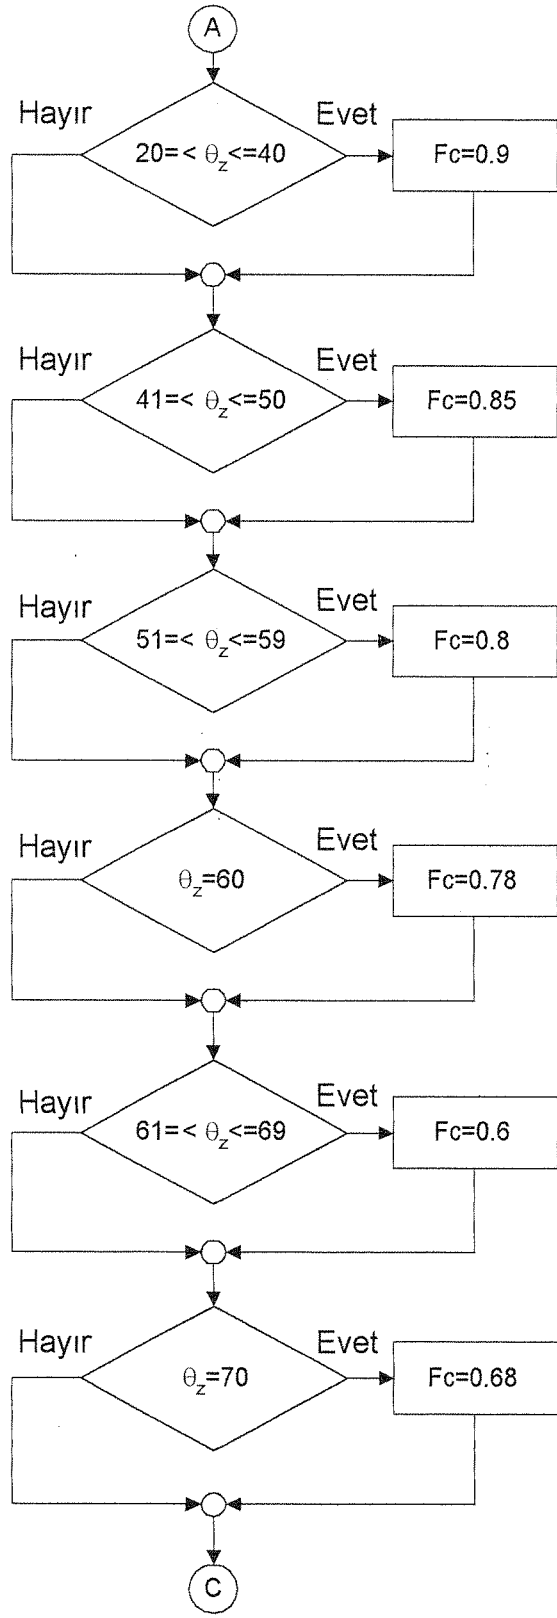 A
Hayır
Evet
20=< θz<=40
Fc=0.9
Hayır
Evet
41=< θz<=50
Fc=0.85
Hayır
Evet
51=< θz<=59
Fc=0.8
Hayır
Evet
θz=60
Fc=0.78
Hayır
Evet
61=< θz<=69
Fc=0.6
Hayır
Evet
θz=70
Fc=0.68
C